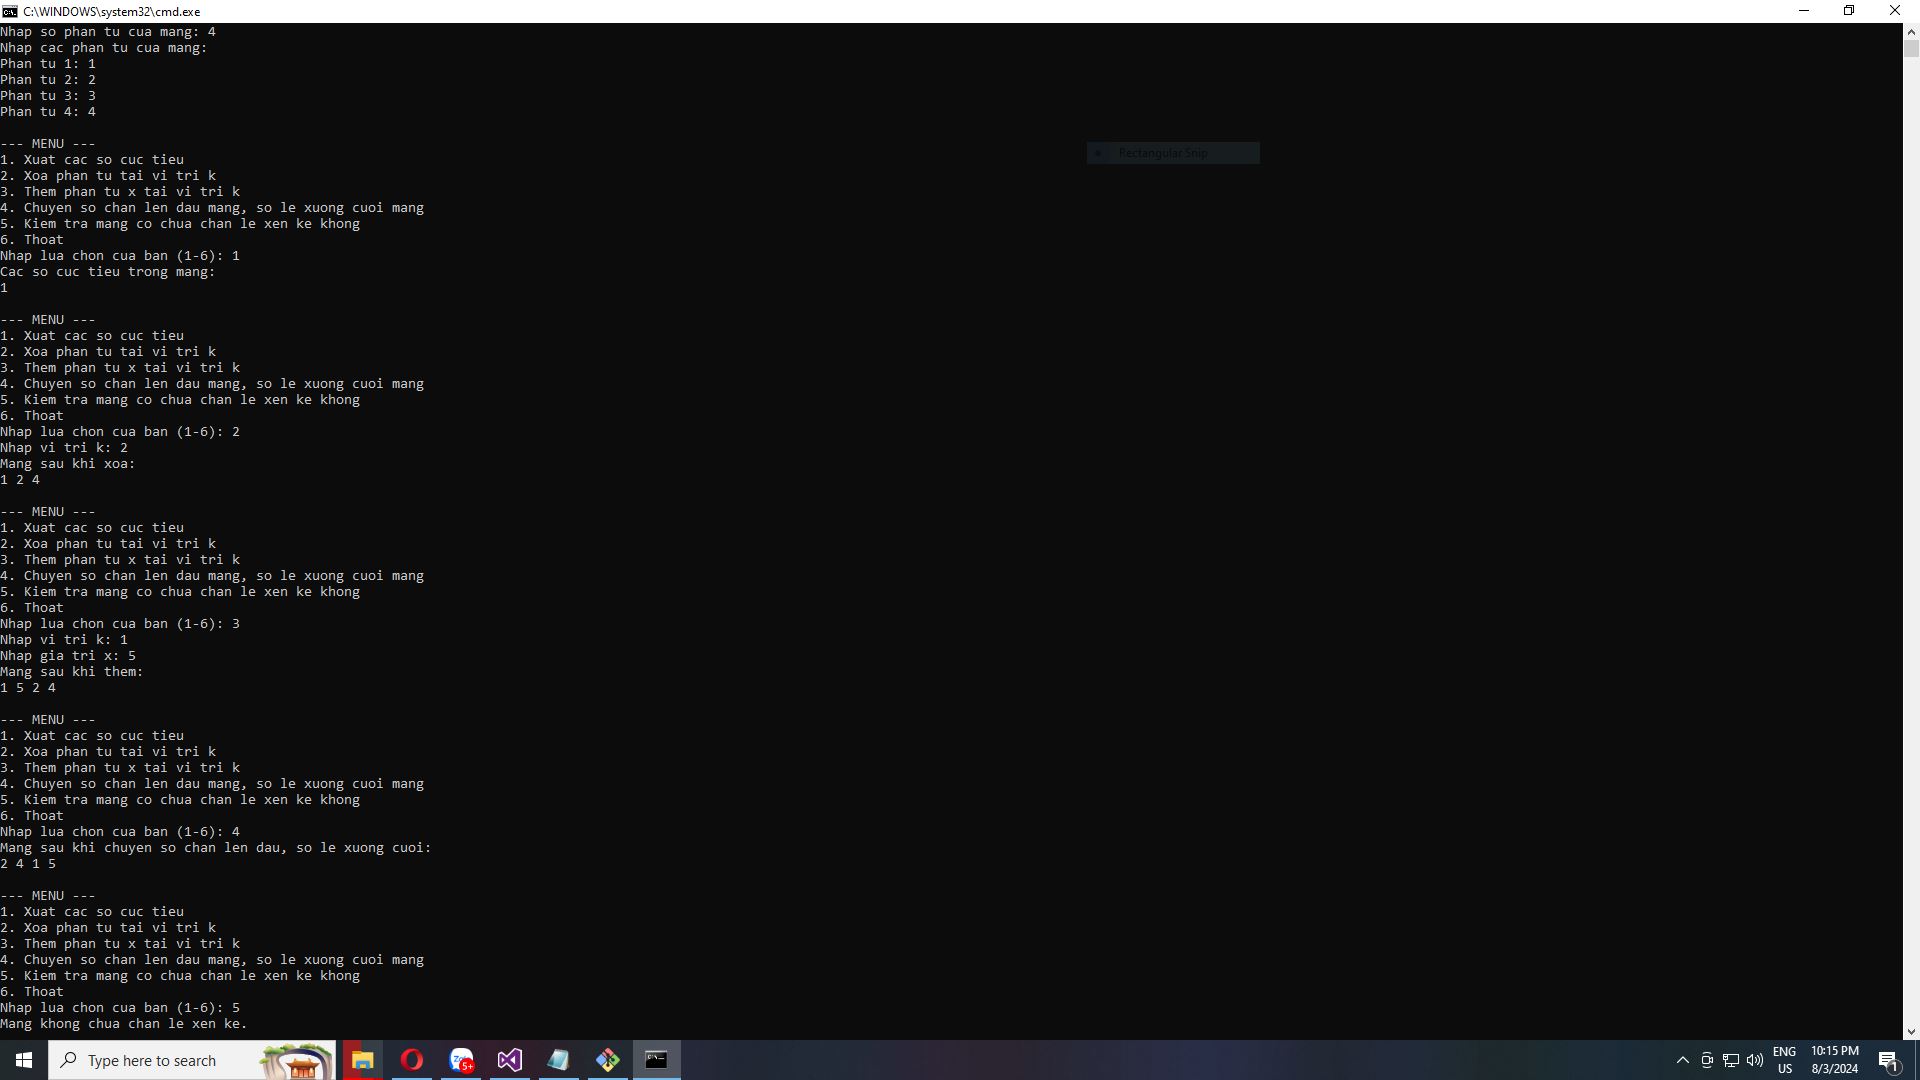 C:\WINDOWS\system32\cmd.exe
Nhap so phan tu cua mang: 4
Nhap cac phan tu cua mang:
Phan tu 1: 1
Phan tu 2: 2
Phan tu 3: 3
Phan tu 4: 4
--- MENU ---
1. Xuat cac so cuc tieu
2. Xoa phan tu tai vi tri k
3. Them phan tu x tai vi tri k
4. Chuyen so chan len dau mang, so le xuong cuoi mang
5. Kiem tra mang co chua chan le xen ke khong
6. Thoat
Nhap lua chon cua ban (1-6): 1
Cac so cuc tieu trong mang:
1
--- MENU ---
1. Xuat cac so cuc tieu
2. Xoa phan tu tai vi tri k
3. Them phan tu x tai vi tri k
4. Chuyen so chan len dau mang, so le xuong cuoi mang
5. Kiem tra mang co chua chan le xen ke khong
6. Thoat
Nhap lua chon cua ban (1-6): 2
Nhap vi tri k: 2
Mang sau khi xoa:
1 2 4
--- MENU ---
1. Xuat cac so cuc tieu
2. Xoa phan tu tai vi tri k
3. Them phan tu x tai vi tri k
4. Chuyen so chan len dau mang, so le xuong cuoi mang
5. Kiem tra mang co chua chan le xen ke khong
6. Thoat
Nhap lua chon cua ban (1-6): 3
Nhap vi tri k: 1
Nhap gia tri x: 5
Mang sau khi them:
1 5 2 4
--- MENU ---
1. Xuat cac so cuc tieu
2. Xoa phan tu tai vi tri k
3. Them phan tu x tai vi tri k
4. Chuyen so chan len dau mang, so le xuong cuoi mang
5. Kiem tra mang co chua chan le xen ke khong
6. Thoat
Nhap lua chon cua ban (1-6): 4
Mang sau khi chuyen so chan len dau, so le xuong cuoi:
2 4 1 5
--- MENU ---
1. Xuat cac so cuc tieu
2. Xoa phan tu tai vi tri k
3. Them phan tu x tai vi tri k
4. Chuyen so chan len dau mang, so le xuong cuoi mang
5. Kiem tra mang co chua chan le xen ke khong
6. Thoat
Nhap lua chon cua ban (1-6): 5
Mang khong chua chan le xen ke.
Rectangular Snip
Type here to search
5+
ENG
US
10:15 PM
8/3/2024
1